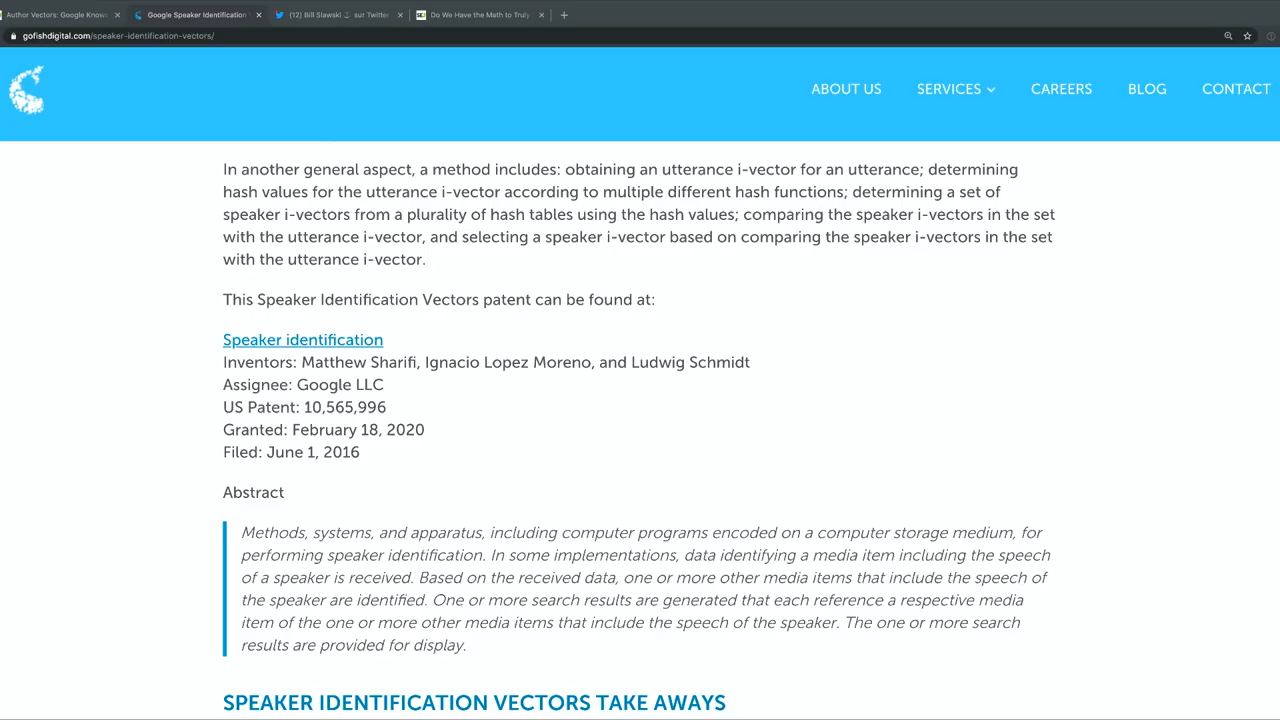 Author Vectors: Google Know
Google Speaker Identification
(12) Bill Slawski ⚓ sur Twitter
Do We Have the Math to Truly
gofishdigital.com/speaker-identification-vectors/
ABOUT US SERVICES CAREERS BLOG CONTACT
In another general aspect, a method includes: obtaining an utterance i-vector for an utterance; determining
hash values for the utterance i-vector according to multiple different hash functions; determining a set of
speaker i-vectors from a plurality of hash tables using the hash values; comparing the speaker i-vectors in the set
with the utterance i-vector, and selecting a speaker i-vector based on comparing the speaker i-vectors in the set
with the utterance i-vector.
This Speaker Identification Vectors patent can be found at:
Speaker identification
Inventors: Matthew Sharifi, Ignacio Lopez Moreno, and Ludwig Schmidt
Assignee: Google LLC
US Patent: 10,565,996
Granted: February 18, 2020
Filed: June 1, 2016
Abstract
Methods, systems, and apparatus, including computer programs encoded on a computer storage medium, for
performing speaker identification. In some implementations, data identifying a media item including the speech
of a speaker is received. Based on the received data, one or more other media items that include the speech of
the speaker are identified. One or more search results are generated that each reference a respective media
item of the one or more other media items that include the speech of the speaker. The one or more search
results are provided for display.
SPEAKER IDENTIFICATION VECTORS TAKE AWAYS